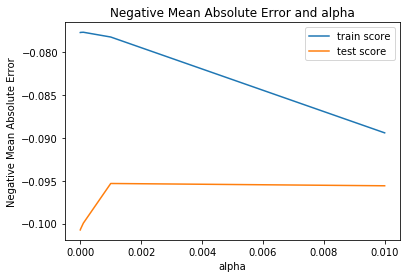 Negative Mean Absolute Error and alpha
train score
test score
Negative Mean Absolute Error
−0.080
−0.085
−0.090
−0.095
−0.100
0.000 0.002 0.004 0.006 0.008 0.010
alpha